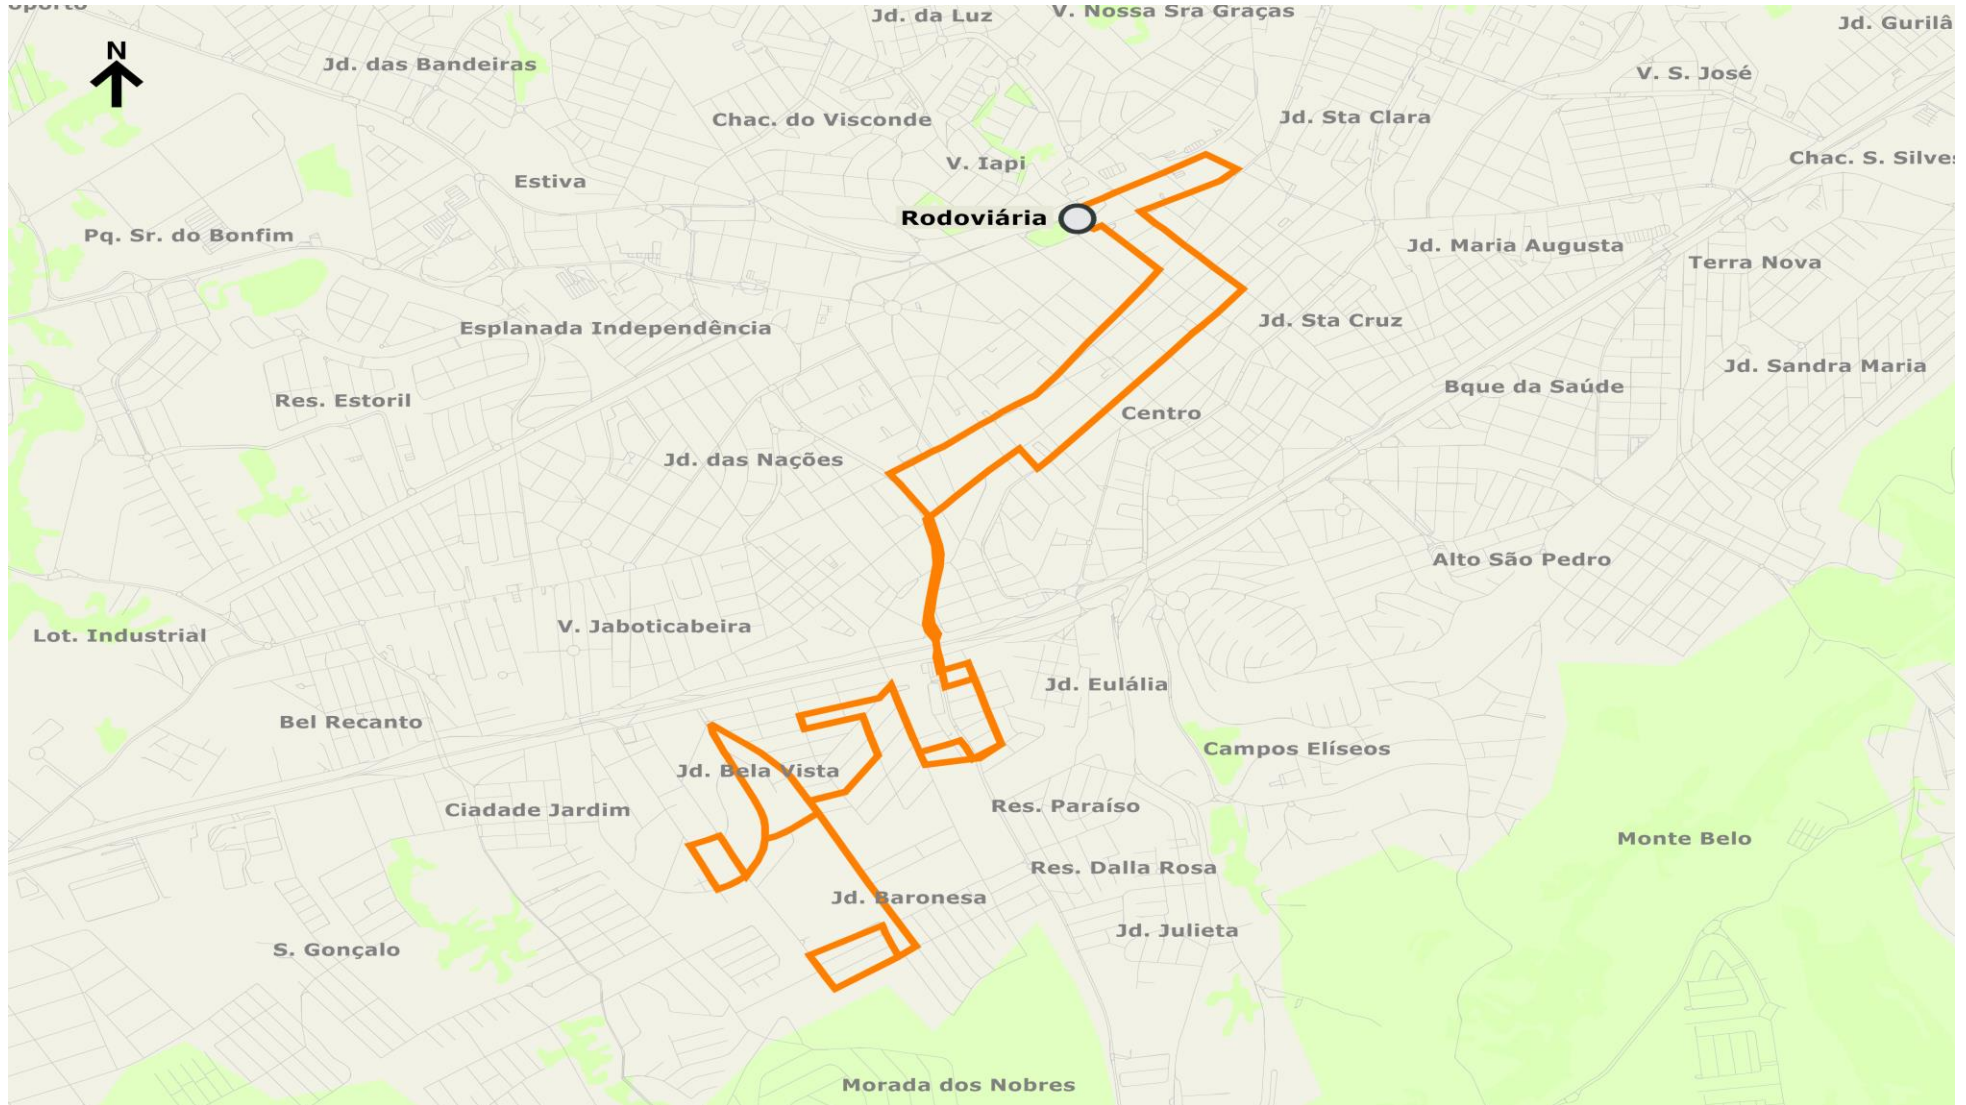 Jd. da Luz
V. Nossa Sra Graças
Jd. Gurilâ
N
Jd. das Bandeiras
V. S. José
Chac. do Visconde
Jd. Sta Clara
V. Iapi
Chac. S. Silves
Estiva
Rodoviária
Pq. Sr. do Bonfim
Jd. Maria Augusta
Terra Nova
Esplanada Independência
Jd. Sta Cruz
Jd. Sandra Maria
Bque da Saúde
Res. Estoril
Centro
Jd. das Nações
Alto São Pedro
V. Jaboticabeira
Lot. Industrial
Jd. Eulália
Bel Recanto
Campos Elíseos
Jd. Bela Vista
Ciadade Jardim
Res. Paraíso
Monte Belo
Res. Dalla Rosa
Jd. Baronesa
Jd. Julieta
S. Gonçalo
Morada dos Nobres